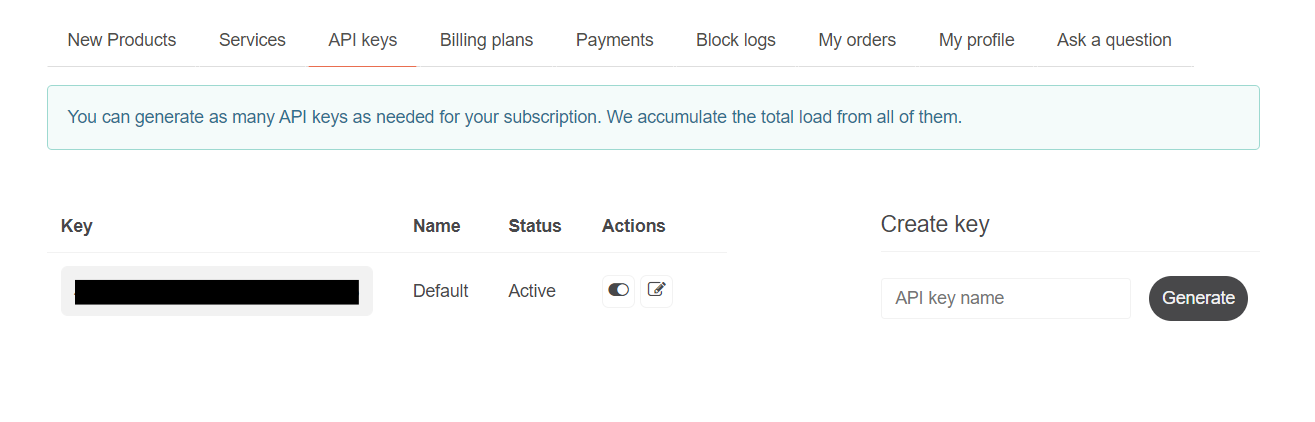 New Products Services API keys Billing plans Payments Block logs My orders My profile Ask a question
You can generate as many API keys as needed for your subscription. We accumulate the total load from all of them.
Key Name Status Actions
Default Active
Create key
API key name Generate